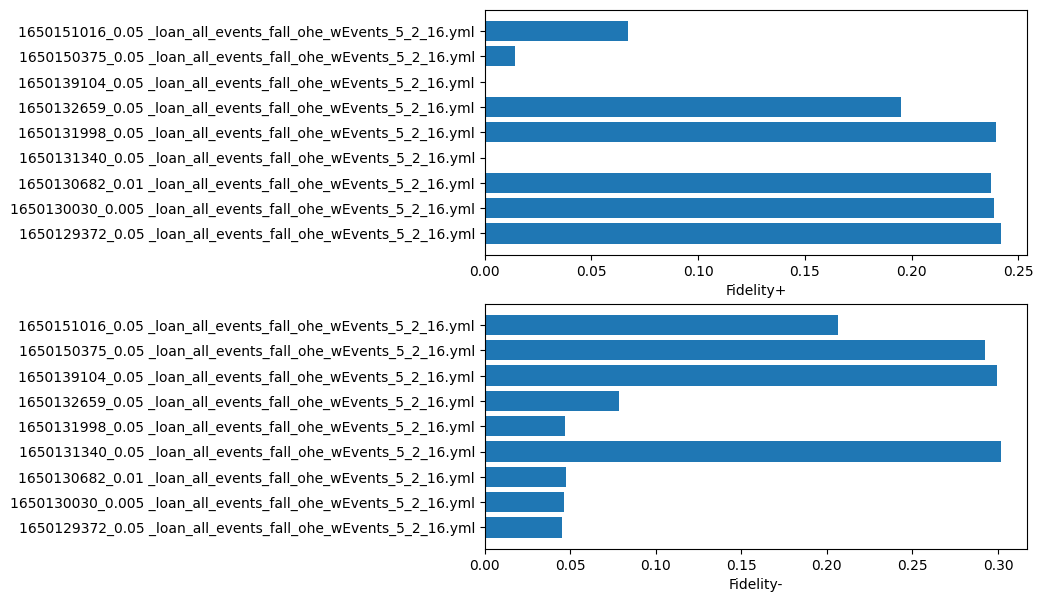 1650151016_0.05 _loan_all_events_fall_ohe_wEvents_5_2_16.yml
1650150375_0.05 _loan_all_events_fall_ohe_wEvents_5_2_16.yml
1650139104_0.05 _loan_all_events_fall_ohe_wEvents_5_2_16.yml
1650132659_0.05 _loan_all_events_fall_ohe_wEvents_5_2_16.yml
1650131998_0.05 _loan_all_events_fall_ohe_wEvents_5_2_16.yml
1650131340_0.05 _loan_all_events_fall_ohe_wEvents_5_2_16.yml
1650130682_0.01 _loan_all_events_fall_ohe_wEvents_5_2_16.yml
1650130030_0.005 _loan_all_events_fall_ohe_wEvents_5_2_16.yml
1650129372_0.05 _loan_all_events_fall_ohe_wEvents_5_2_16.yml
0.00 0.05 0.10 0.15 0.20 0.25
Fidelity+
1650151016_0.05 _loan_all_events_fall_ohe_wEvents_5_2_16.yml
1650150375_0.05 _loan_all_events_fall_ohe_wEvents_5_2_16.yml
1650139104_0.05 _loan_all_events_fall_ohe_wEvents_5_2_16.yml
1650132659_0.05 _loan_all_events_fall_ohe_wEvents_5_2_16.yml
1650131998_0.05 _loan_all_events_fall_ohe_wEvents_5_2_16.yml
1650131340_0.05 _loan_all_events_fall_ohe_wEvents_5_2_16.yml
1650130682_0.01 _loan_all_events_fall_ohe_wEvents_5_2_16.yml
1650130030_0.005 _loan_all_events_fall_ohe_wEvents_5_2_16.yml
1650129372_0.05 _loan_all_events_fall_ohe_wEvents_5_2_16.yml
0.00 0.05 0.10 0.15 0.20 0.25 0.30
Fidelity-